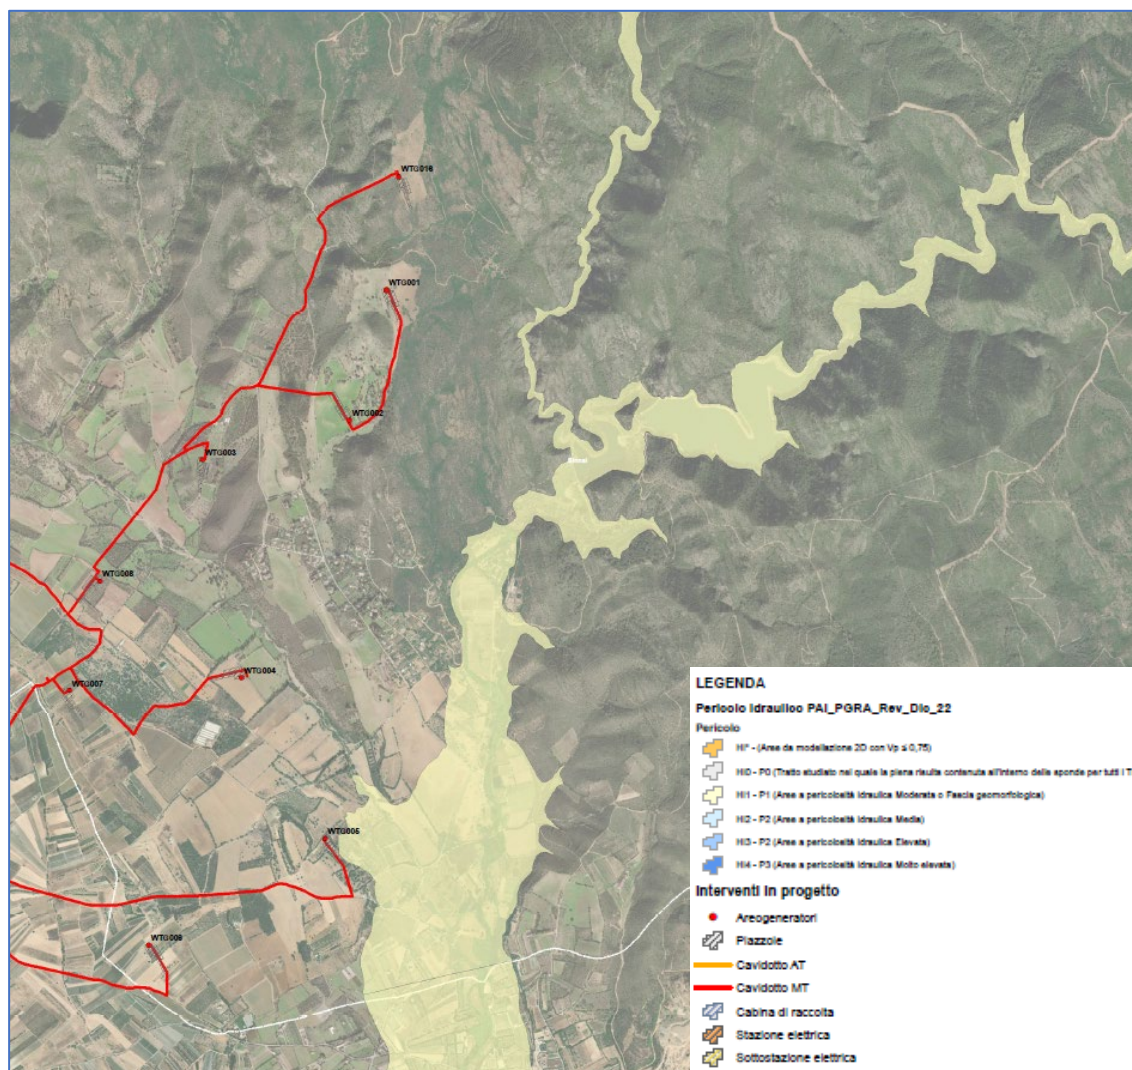 WTG016
WTG001
WTG002
WTG003
WTG008
WTG004
WTG007
WTG005
WTG009
LEGENDA
Pericolo Idraulico PAI_PGRA_Rev_Dic_22
Pericolo
Hi* - (Aree da modellazione 2D con Vp ≤ 0,75)
Hi0 - P0 (Tratto studiato nel quale la piena risulta contenuta all'interno delle sponde per tutti i T
Hi1 - P1 (Aree a pericolosità idraulica Moderata o Fascia geomorfologica)
Hi2 - P2 (Aree a pericolosità idraulica Media)
Hi3 - P2 (Aree a pericolosità idraulica Elevata)
Hi4 - P3 (Aree a pericolosità idraulica Molto elevata)
Interventi in progetto
Areogeneratori
Piazzole
Cavidotto AT
Cavidotto MT
Cabina di raccolta
Stazione elettrica
Sottostazione elettrica